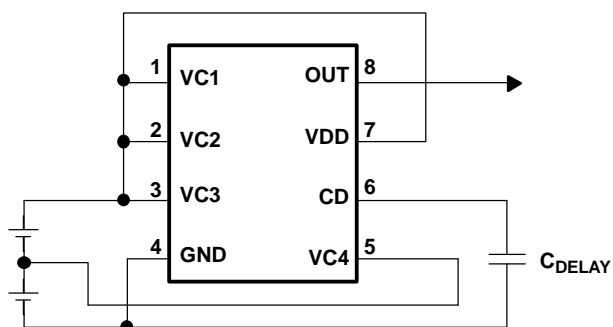 1 VC1 OUT 8
2 VC2 VDD 7
3 VC3 CD 6
4 GND VC4 5
CDELAY